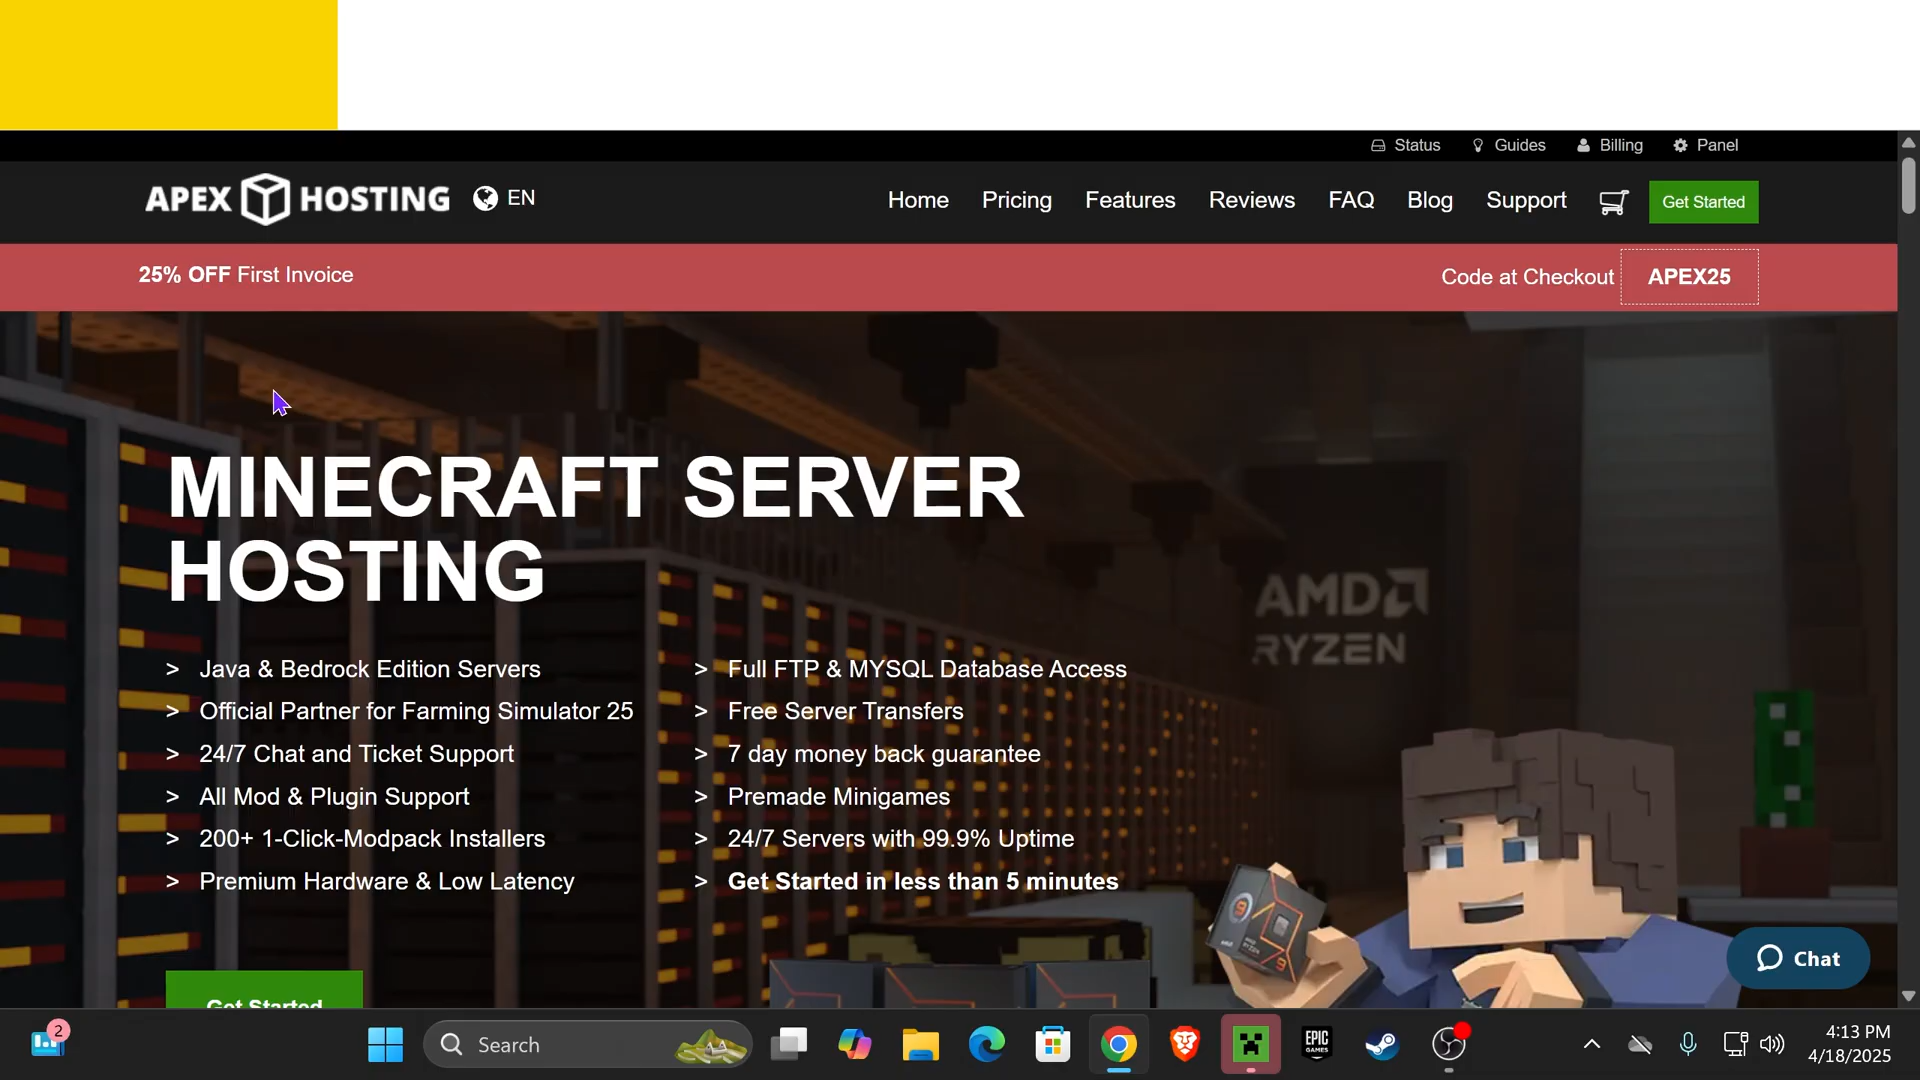 Status Guides Billing Panel
APEX HOSTING EN Home Pricing Features Reviews FAQ Blog Support Get Started
25% OFF First Invoice Code at Checkout APEX25
MINECRAFT SERVER
HOSTING
AMD
RYZEN
> Java & Bedrock Edition Servers
> Official Partner for Farming Simulator 25
> 24/7 Chat and Ticket Support
> All Mod & Plugin Support
> 200+ 1-Click-Modpack Installers
> Premium Hardware & Low Latency
> Full FTP & MYSQL Database Access
> Free Server Transfers
> 7 day money back guarantee
> Premade Minigames
> 24/7 Servers with 99.9% Uptime
> Get Started in less than 5 minutes
Get Started
Chat
2 Search EPIC GAMES 4:13 PM
4/18/2025